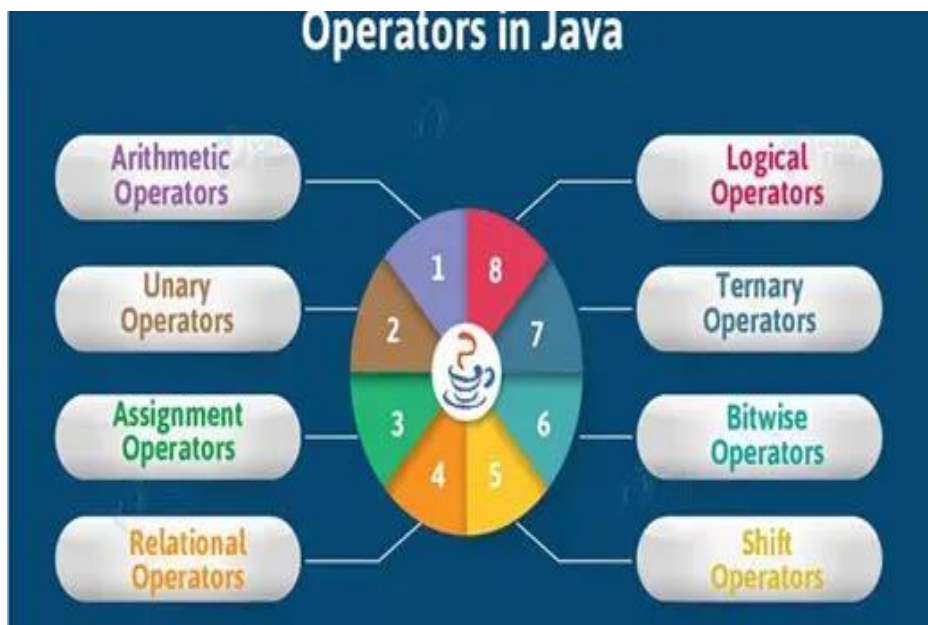 Operators in Java
Arithmetic
Operators
Unary
Operators
Assignment
Operators
Relational
Operators
Logical
Operators
Ternary
Operators
Bitwise
Operators
Shift
Operators
1
2
3
4
5
6
7
8